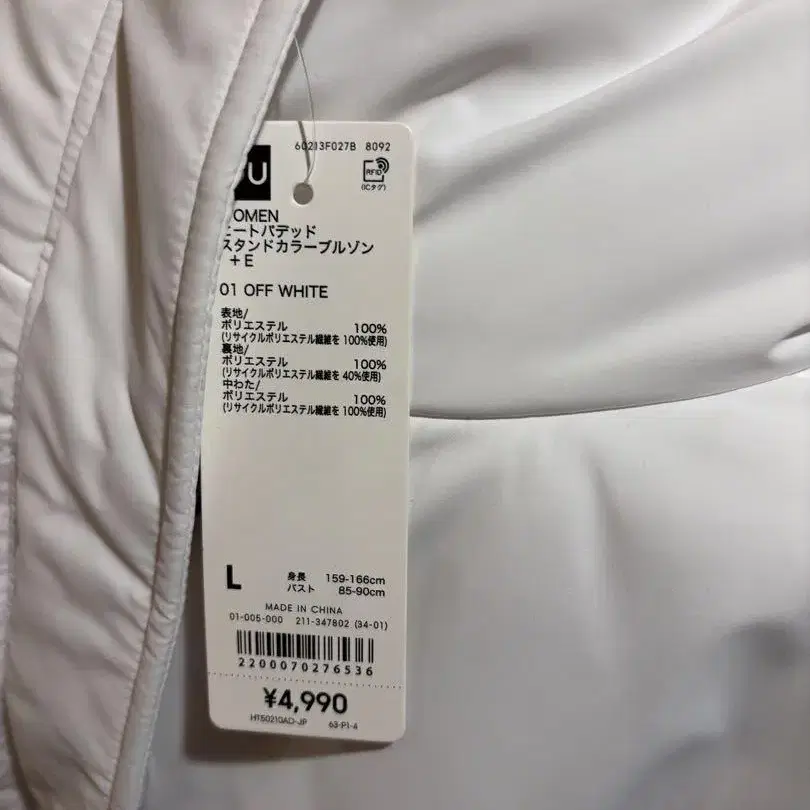 60213F027B 8092
U
RFID
(ICタグ)
OMEN
ートパデッド
スタンドカラーブルゾン
+E
01 OFF WHITE
表地/
ポリエステル 100%
(リサイクルポリエステル繊維を 100%使用)
裏地/
ポリエステル 100%
(リサイクルポリエステル繊維を 40%使用)
中わた/
ポリエステル 100%
(リサイクルポリエステル繊維を 100%使用)
L 身長 159-166cm
バスト 85-90cm
MADE IN CHINA
01-005-000 211-347802 (34-01)
2200070276536
¥4,990
HT50210AD-JP 63-P1-4